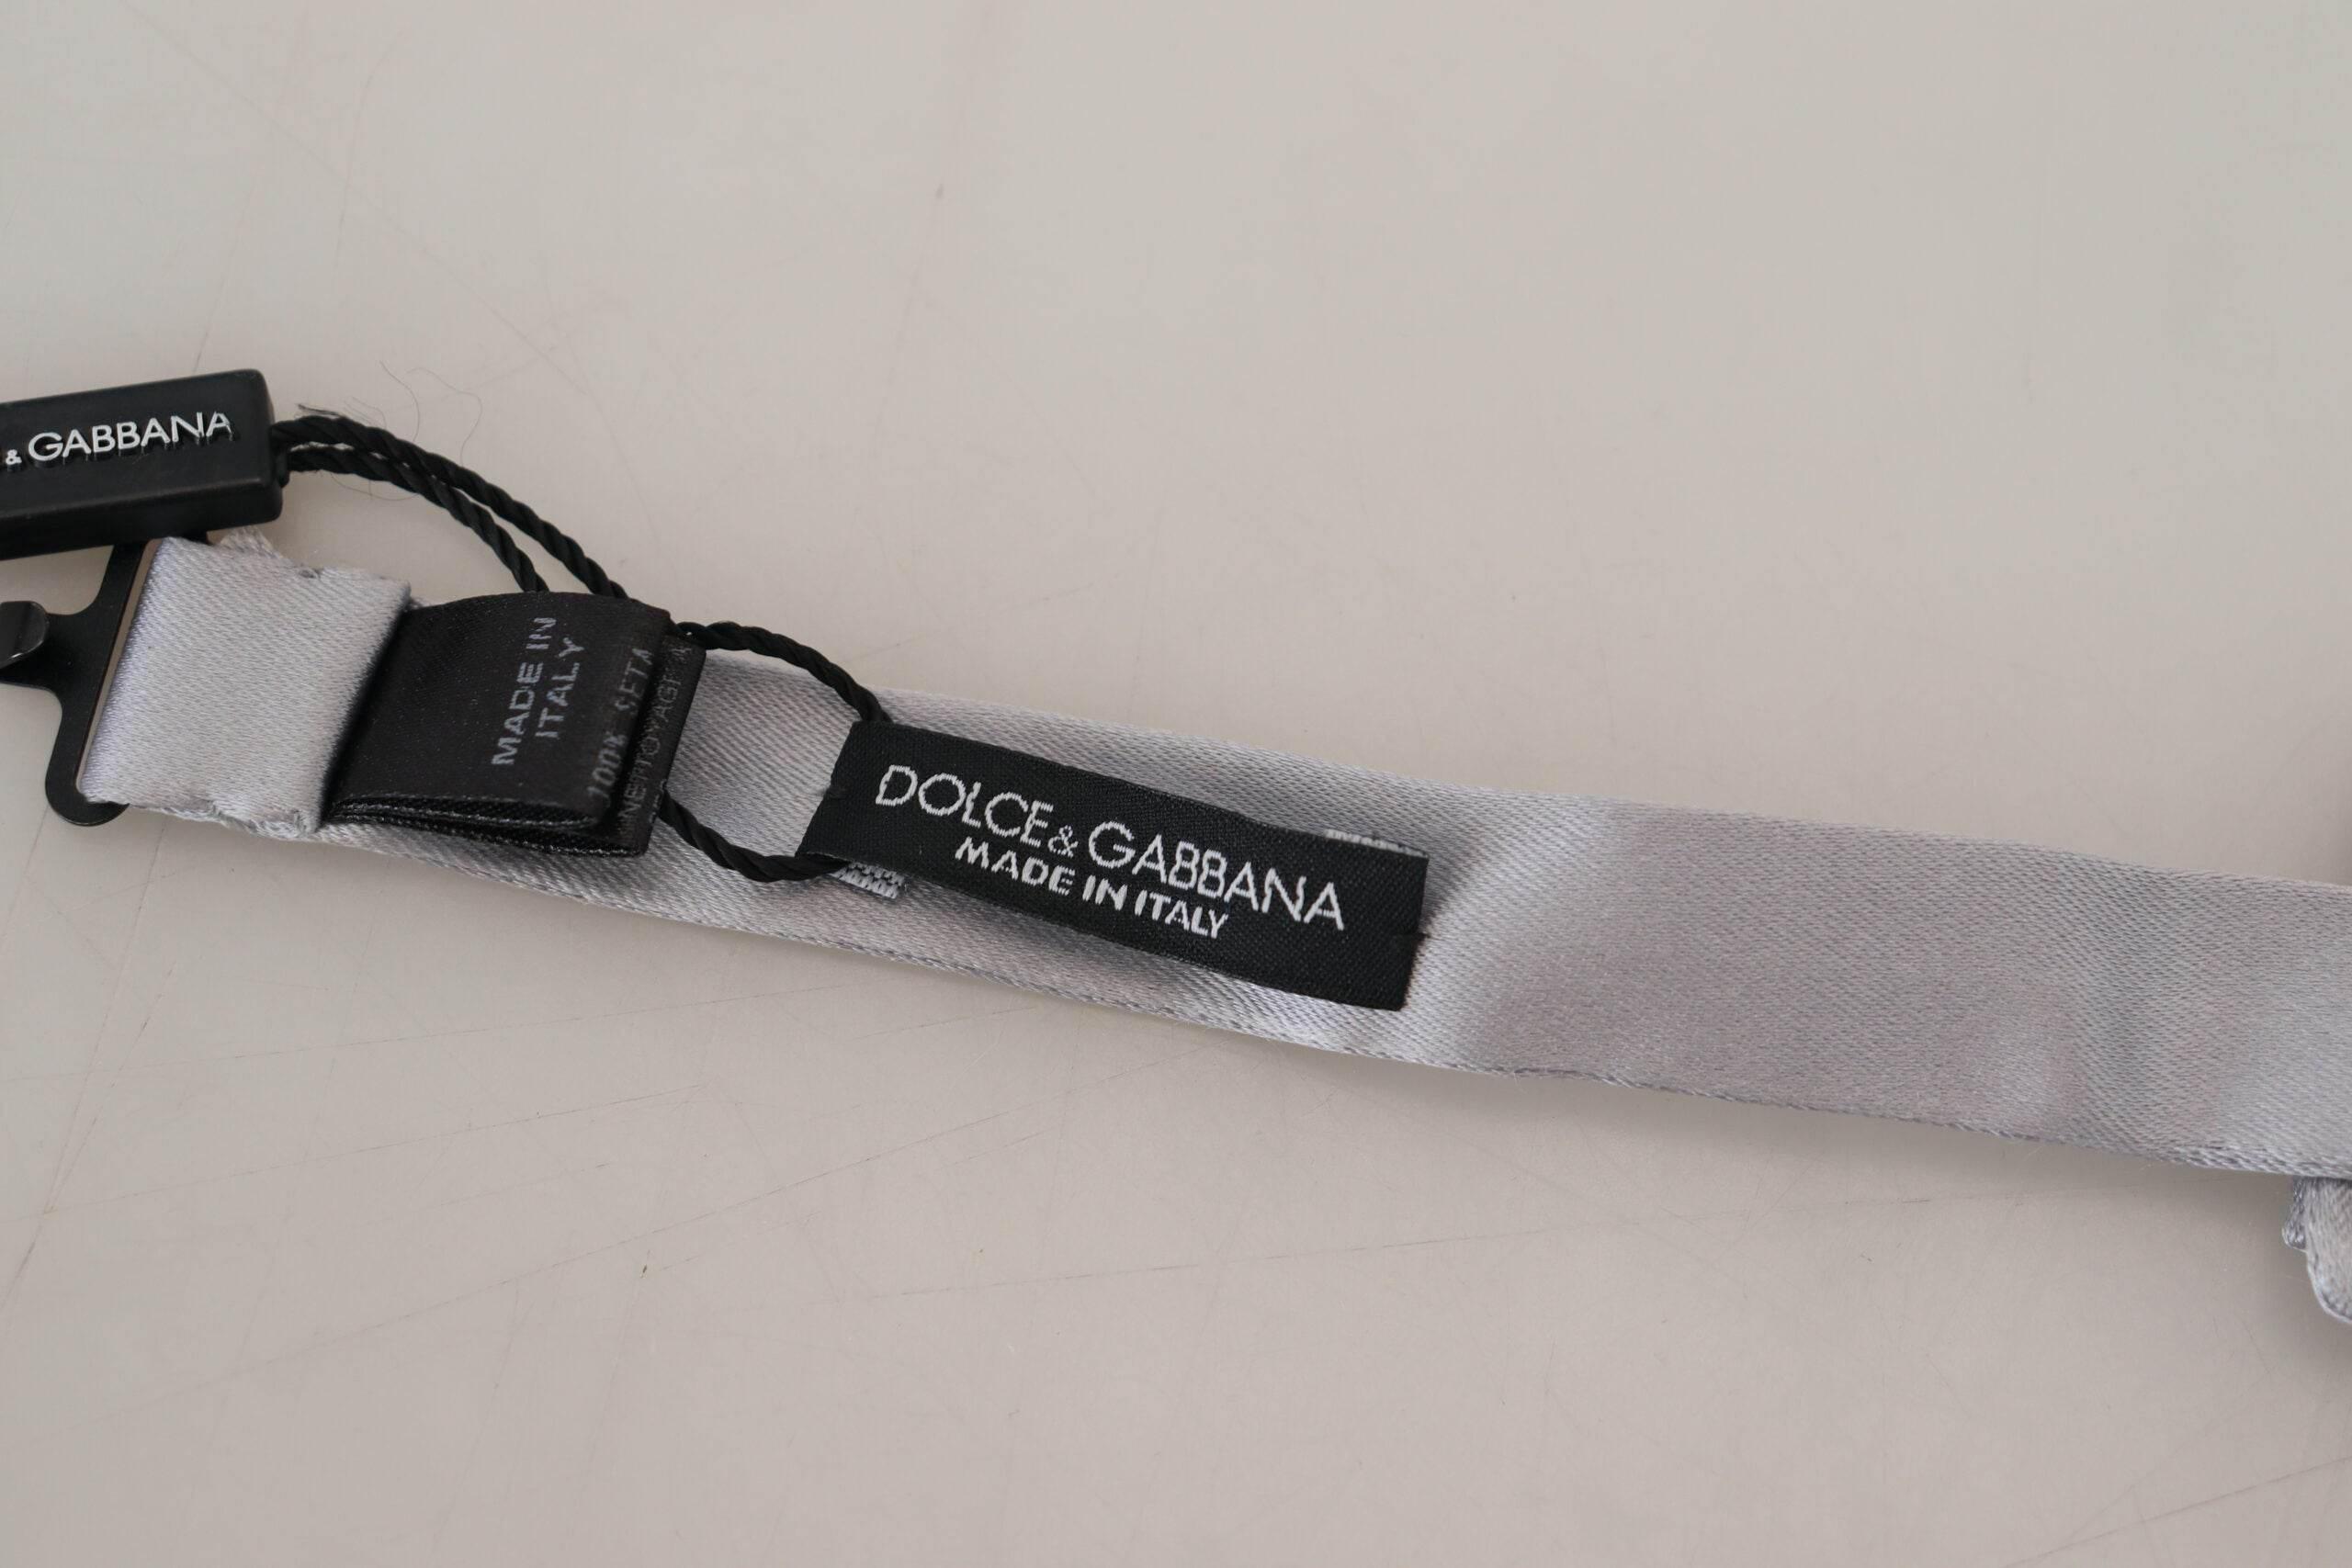 & GABBANA
MADE IN
ITALY
100% SETA
DOLCE & GABBANA
MADE IN ITALY